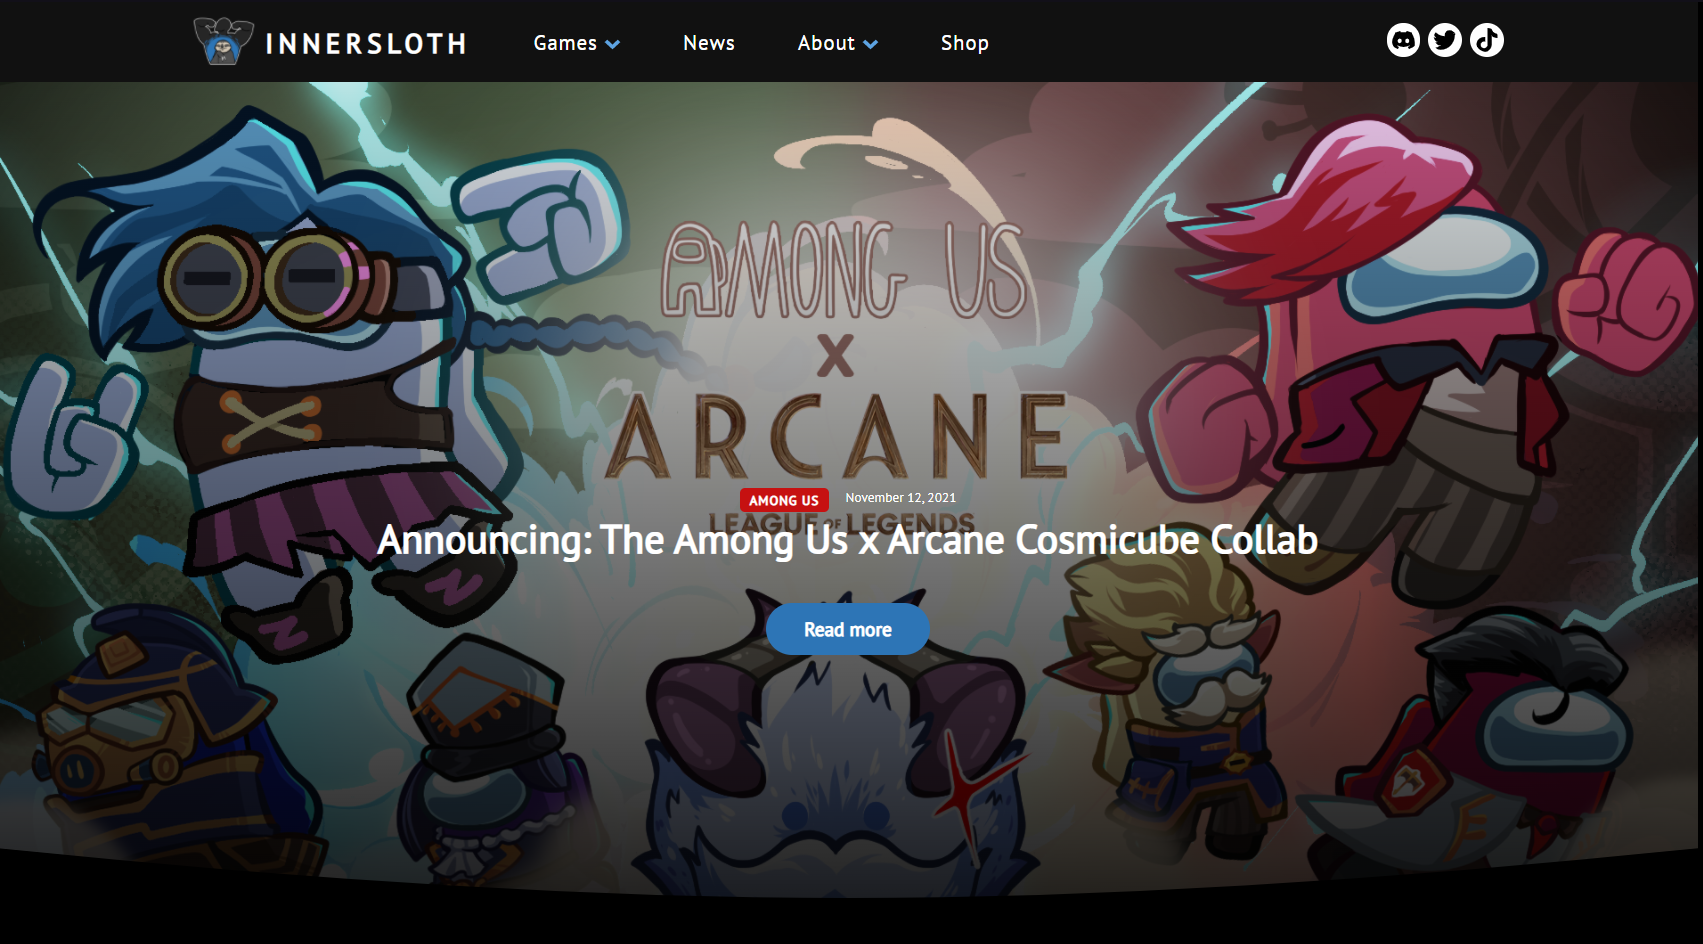 INNERSLOTH
Games
News
About
Shop
AMONG US
X
ARCANE
AMONG US
November 12, 2021
LEAGUE OF LEGENDS
Announcing: The Among Us x Arcane Cosmicube Collab
Read more